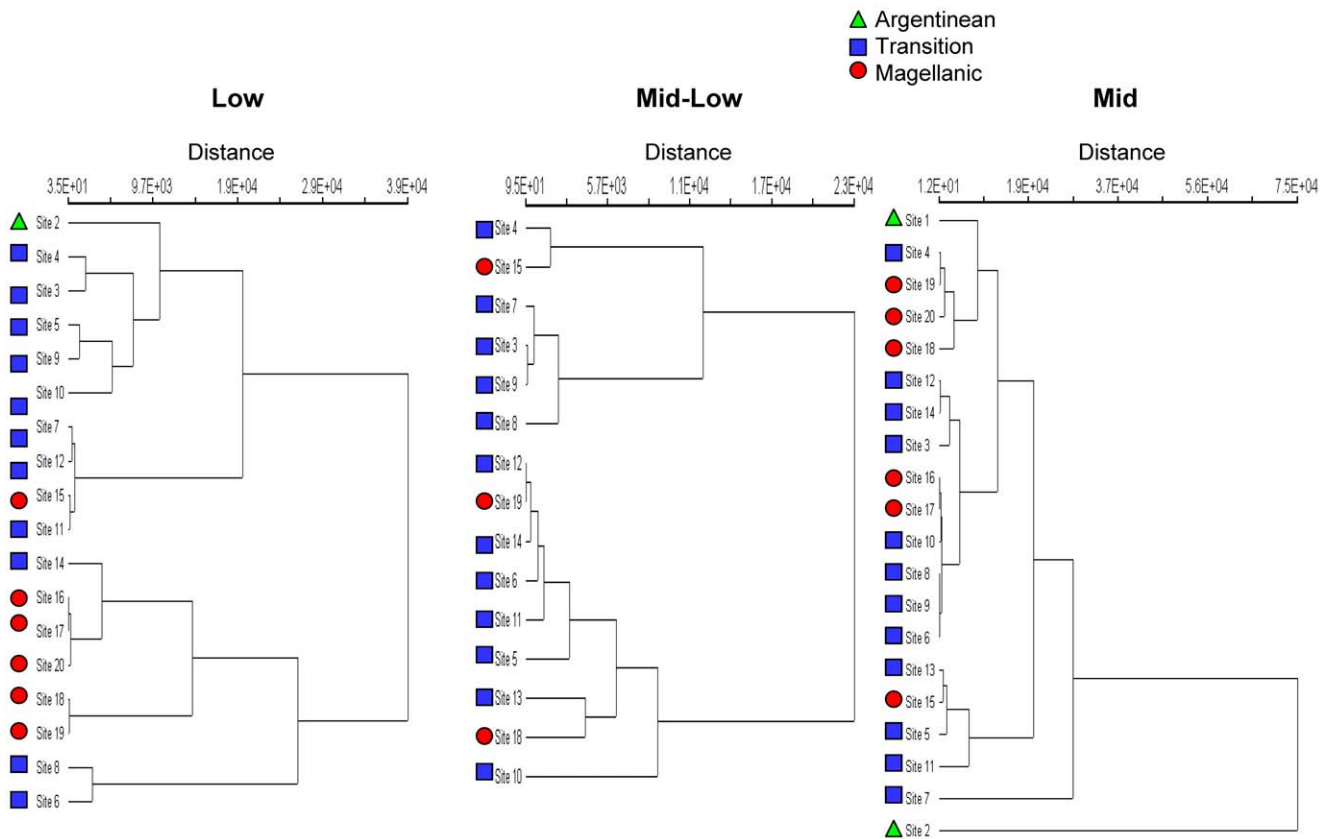 Argentinean
Transition
Magellanic
Low
Distance
3.5E+01 9.7E+03 1.9E+04 2.9E+04 3.9E+04
Site 2
Site 4
Site 3
Site 5
Site 9
Site 10
Site 7
Site 12
Site 15
Site 11
Site 14
Site 16
Site 17
Site 20
Site 18
Site 19
Site 8
Site 6
Mid-Low
Distance
9.5E+01 5.7E+03 1.1E+04 1.7E+04 2.3E+04
Site 4
Site 15
Site 7
Site 3
Site 9
Site 8
Site 12
Site 19
Site 14
Site 6
Site 11
Site 5
Site 13
Site 18
Site 10
Mid
Distance
1.2E+01 1.9E+04 3.7E+04 5.6E+04 7.5E+04
Site 1
Site 4
Site 19
Site 20
Site 18
Site 12
Site 14
Site 3
Site 16
Site 17
Site 10
Site 8
Site 9
Site 6
Site 13
Site 15
Site 5
Site 11
Site 7
Site 2